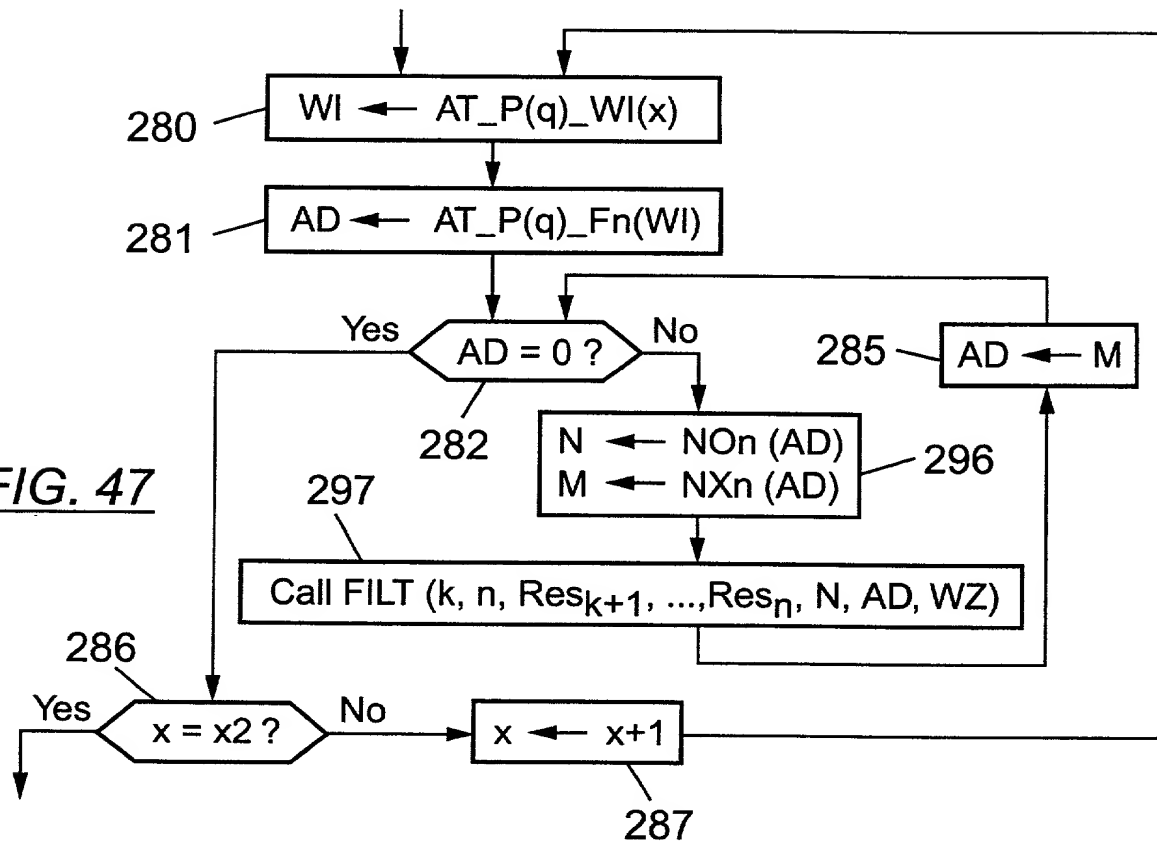 280
WI ← AT_P(q)_WI(x)
281
AD ← AT_P(q)_Fn(WI)
Yes
AD = 0 ?
No
282
285
AD ← M
N ← NOn (AD)
M ← NXn (AD)
296
FIG. 47
297
Call FILT (k, n, Resk+1, ...,Resn, N, AD, WZ)
286
Yes
x = x2 ?
No
x ← x+1
287